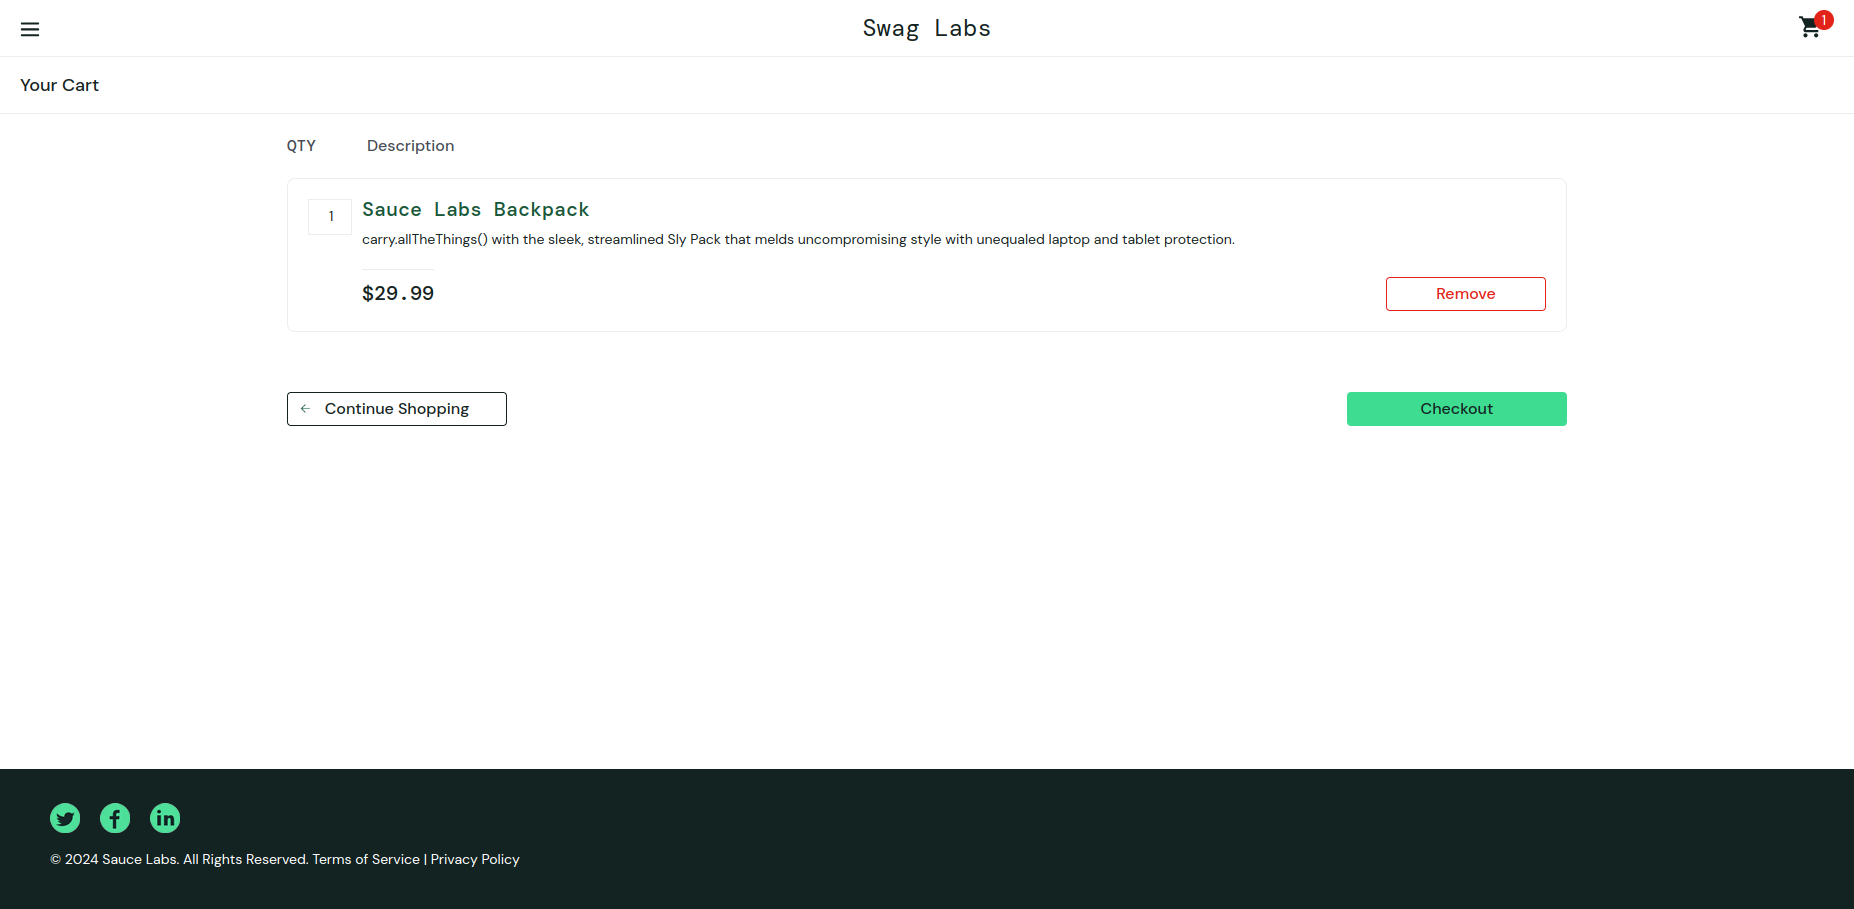 Swag Labs
1
Your Cart
QTY Description
1
Sauce Labs Backpack
carry.allTheThings() with the sleek, streamlined Sly Pack that melds uncompromising style with unequaled laptop and tablet protection.
$29.99
Remove
Continue Shopping
Checkout
© 2024 Sauce Labs. All Rights Reserved. Terms of Service | Privacy Policy